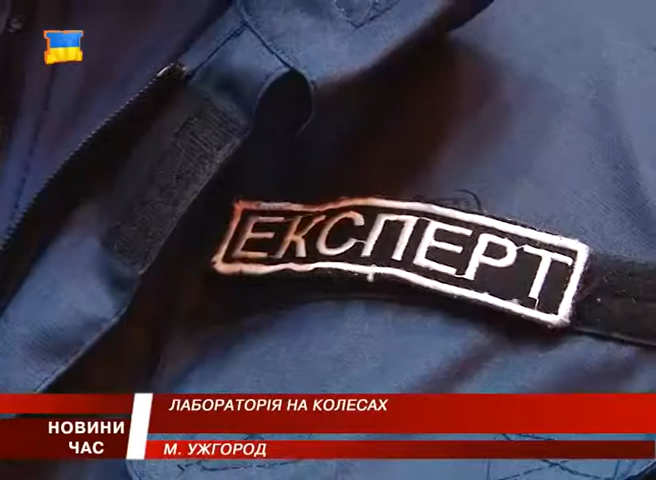 ЕКСПЕРТ
ЛАБОРАТОРІЯ НА КОЛЕСАХ
НОВИНИ
ЧАС
М. УЖГОРОД